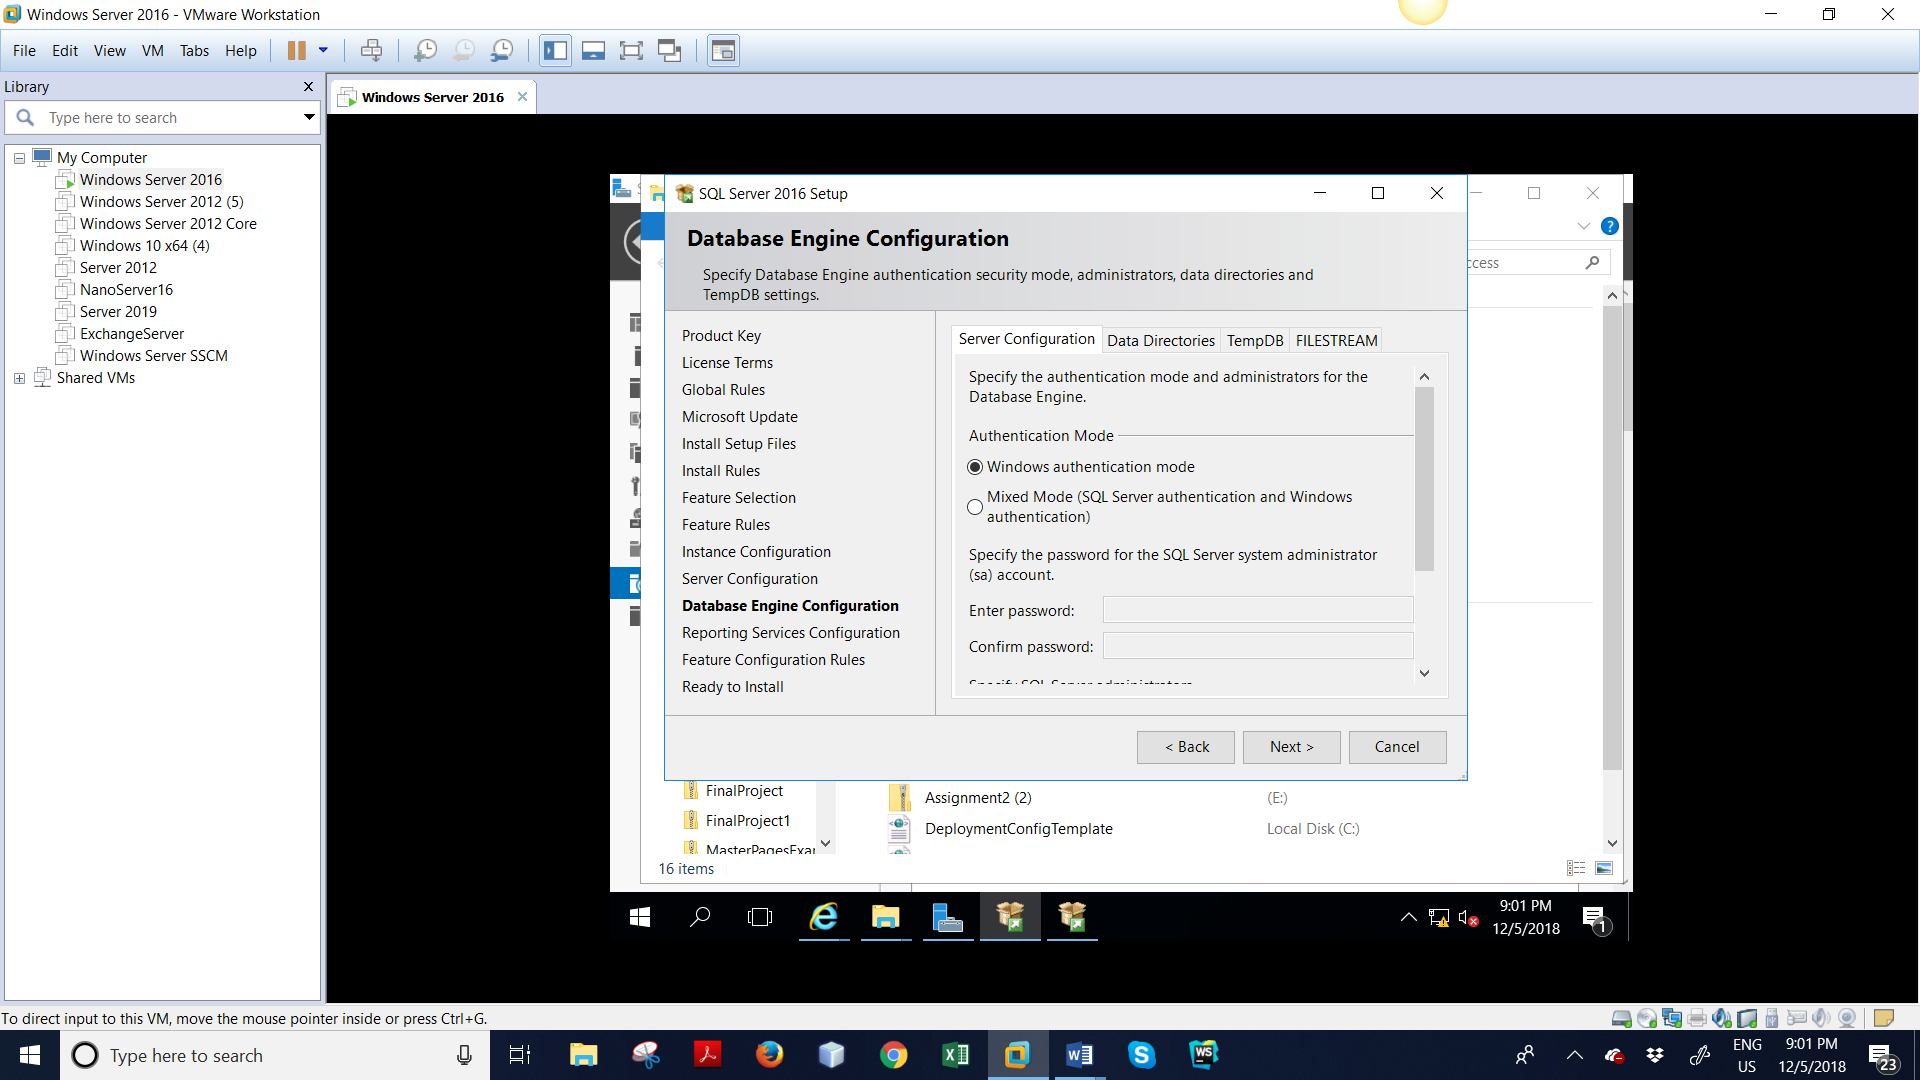 Windows Server 2016 - VMware Workstation
File Edit View VM Tabs Help
Library
Type here to search
My Computer
Windows Server 2016
Windows Server 2012 (5)
Windows Server 2012 Core
Windows 10 x64 (4)
Server 2012
NanoServer16
Server 2019
ExchangeServer
Windows Server SSCM
Shared VMs
Windows Server 2016
SQL Server 2016 Setup
Database Engine Configuration
Specify Database Engine authentication security mode, administrators, data directories and
TempDB settings.
Product Key
License Terms
Global Rules
Microsoft Update
Install Setup Files
Install Rules
Feature Selection
Feature Rules
Instance Configuration
Server Configuration
Database Engine Configuration
Reporting Services Configuration
Feature Configuration Rules
Ready to Install
Server Configuration Data Directories TempDB FILESTREAM
Specify the authentication mode and administrators for the
Database Engine.
Authentication Mode
Windows authentication mode
Mixed Mode (SQL Server authentication and Windows
authentication)
Specify the password for the SQL Server system administrator
(sa) account.
Enter password:
Confirm password:
Specify SQL Server administrators
< Back Next > Cancel
ccess
FinalProject
FinalProject1
MasterPagesExa
Assignment2 (2) (E:)
DeploymentConfigTemplate Local Disk (C:)
16 items
9:01 PM
12/5/2018
1
To direct input to this VM, move the mouse pointer inside or press Ctrl+G.
Type here to search
WS
ENG
US
9:01 PM
12/5/2018
23